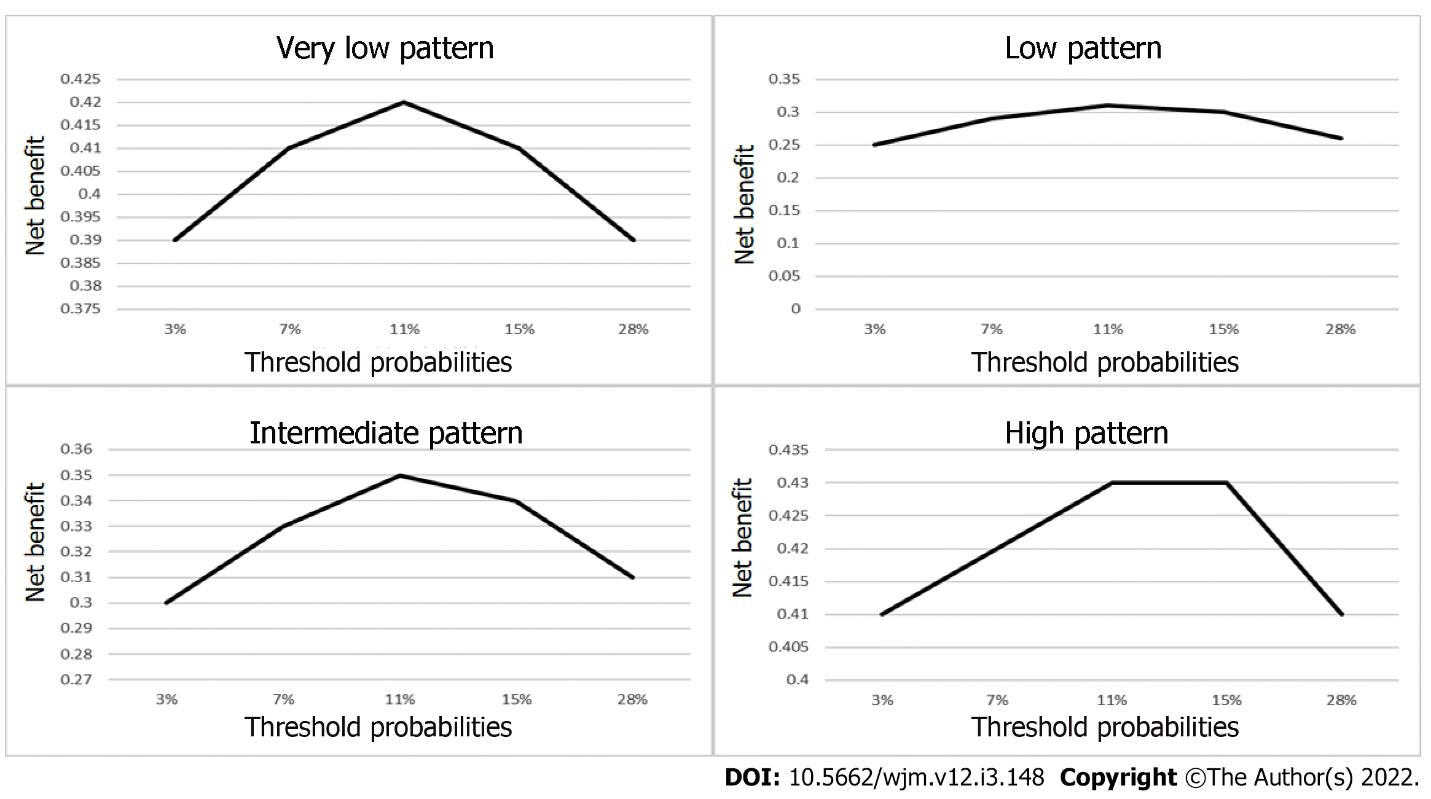 Very low pattern
Net benefit
0.425
0.42
0.415
0.41
0.405
0.4
0.395
0.39
0.385
0.38
0.375
3% 7% 11% 15% 28%
Threshold probabilities
Low pattern
Net benefit
0.35
0.3
0.25
0.2
0.15
0.1
0.05
0
3% 7% 11% 15% 28%
Threshold probabilities
Intermediate pattern
Net benefit
0.36
0.35
0.34
0.33
0.32
0.31
0.3
0.29
0.28
0.27
3% 7% 11% 15% 28%
Threshold probabilities
High pattern
Net benefit
0.435
0.43
0.425
0.42
0.415
0.41
0.405
0.4
3% 7% 11% 15% 28%
Threshold probabilities
DOI: 10.5662/wjm.v12.i3.148 Copyright ©The Author(s) 2022.